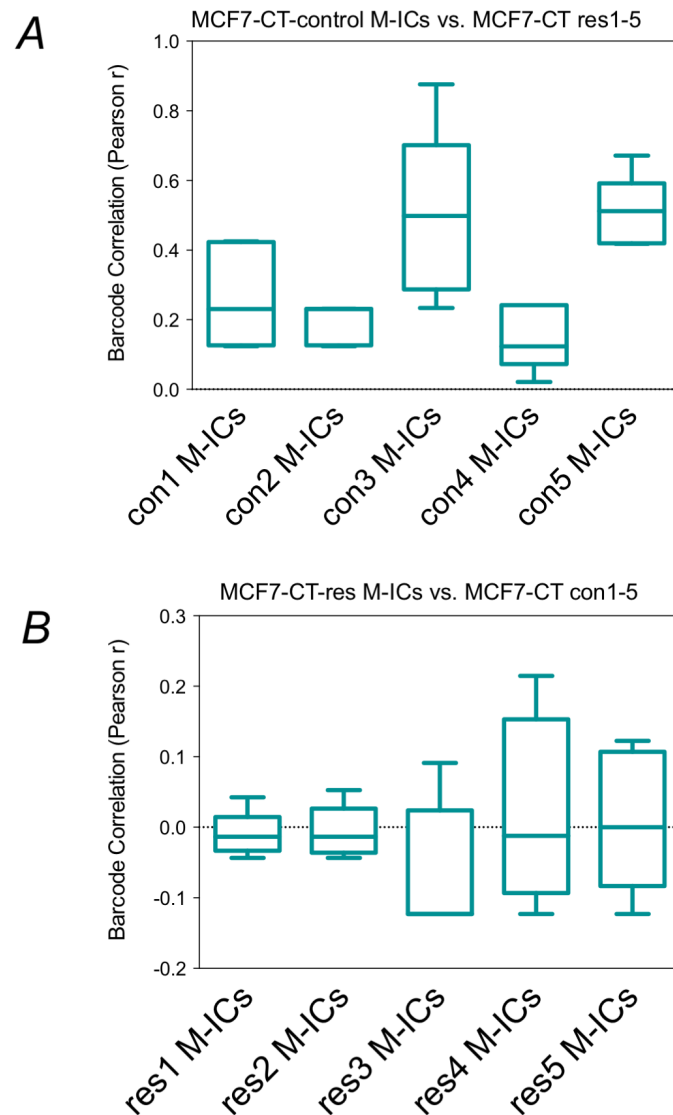 A
MCF7-CT-control M-ICs vs. MCF7-CT res1-5
Barcode Correlation (Pearson r)
1.0
0.8
0.6
0.4
0.2
0.0
con1 M-ICs
con2 M-ICs
con3 M-ICs
con4 M-ICs
con5 M-ICs
B
MCF7-CT-res M-ICs vs. MCF7-CT con1-5
Barcode Correlation (Pearson r)
0.3
0.2
0.1
0.0
-0.1
-0.2
res1 M-ICs
res2 M-ICs
res3 M-ICs
res4 M-ICs
res5 M-ICs